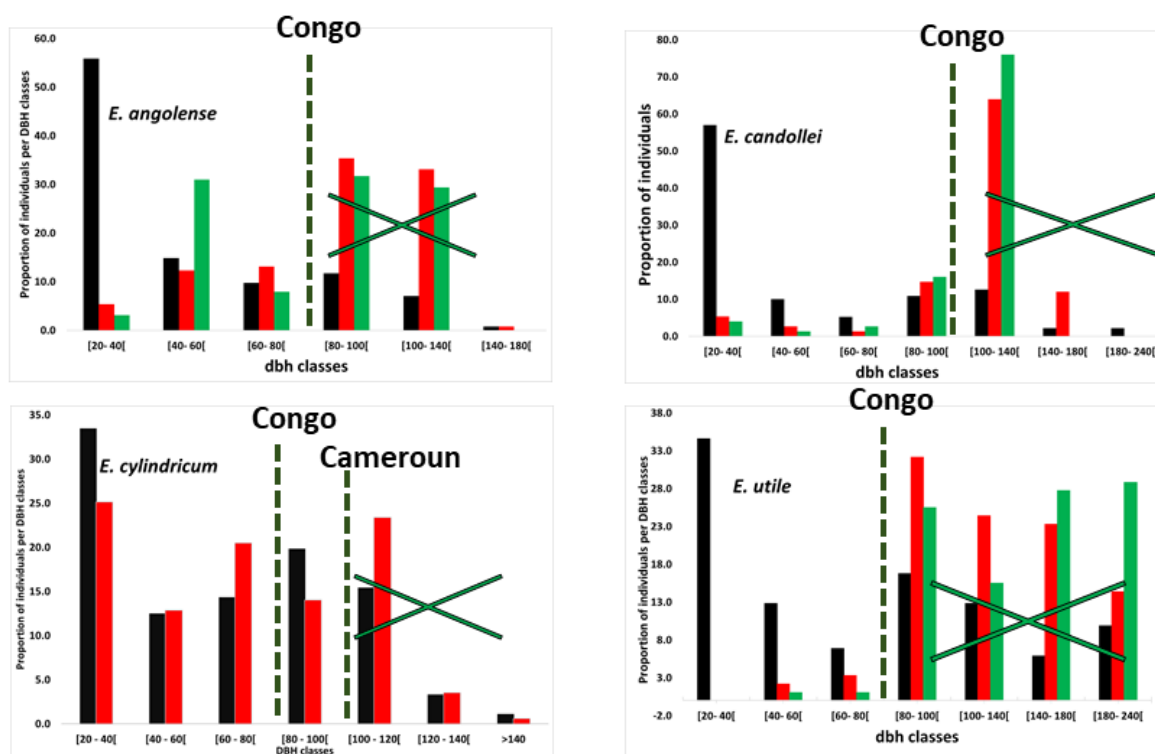 Congo
60.0
50.0
40.0
30.0
20.0
10.0
0.0
Proportion of individuals per DBH classes
E. angolense
[20- 40[ [40- 60[ [60- 80[ [80- 100[ [100- 140[ [140- 180[
dbh classes
Congo
80.0
70.0
60.0
50.0
40.0
30.0
20.0
10.0
0.0
Proportion of individuals
E. candollei
[20- 40[ [40- 60[ [60- 80[ [80- 100[ [100- 140[ [140- 180[ [180- 240[
dbh classes
Congo
Cameroun
35.0
30.0
25.0
20.0
15.0
10.0
5.0
0.0
Proportion of individuals per DBH classes
E. cylindricum
[20 - 40[ [40 - 60[ [60 - 80[ [80 - 100[ [100 - 120[ [120 - 140[ >140
DBH classes
Congo
38.0
33.0
28.0
23.0
18.0
13.0
8.0
3.0
-2.0
Proportion of individuals per DBH classes
E. utile
[20- 40[ [40- 60[ [60- 80[ [80- 100[ [100- 140[ [140- 180[ [180- 240[
dbh classes